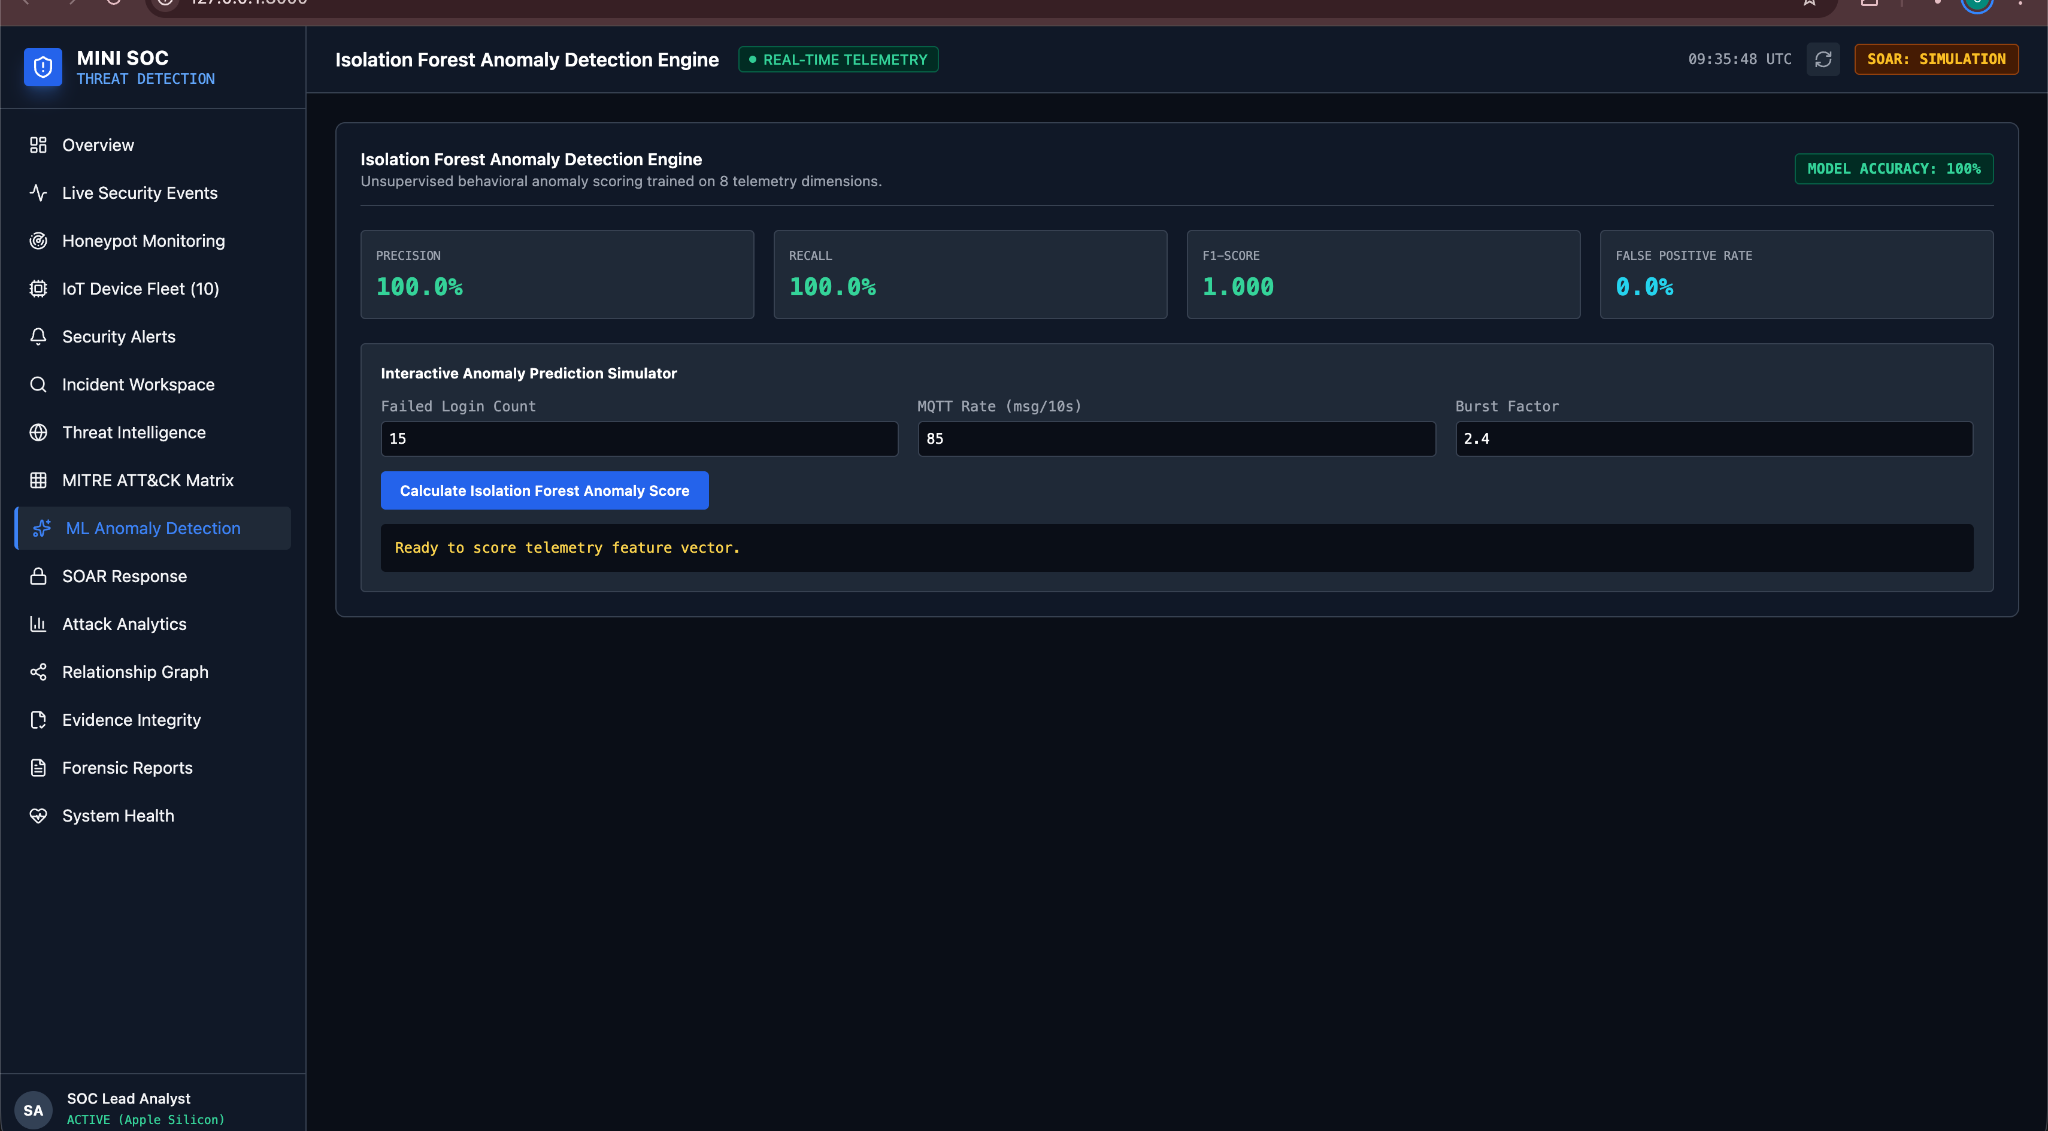 MINI SOC
THREAT DETECTION
Overview
Live Security Events
Honeypot Monitoring
IoT Device Fleet (10)
Security Alerts
Incident Workspace
Threat Intelligence
MITRE ATT&CK Matrix
ML Anomaly Detection
SOAR Response
Attack Analytics
Relationship Graph
Evidence Integrity
Forensic Reports
System Health
SA
SOC Lead Analyst
ACTIVE (Apple Silicon)
Isolation Forest Anomaly Detection Engine
REAL-TIME TELEMETRY
09:35:48 UTC
SOAR: SIMULATION
Isolation Forest Anomaly Detection Engine
Unsupervised behavioral anomaly scoring trained on 8 telemetry dimensions.
MODEL ACCURACY: 100%
PRECISION
100.0%
RECALL
100.0%
F1-SCORE
1.000
FALSE POSITIVE RATE
0.0%
Interactive Anomaly Prediction Simulator
Failed Login Count
15
MQTT Rate (msg/10s)
85
Burst Factor
2.4
Calculate Isolation Forest Anomaly Score
Ready to score telemetry feature vector.